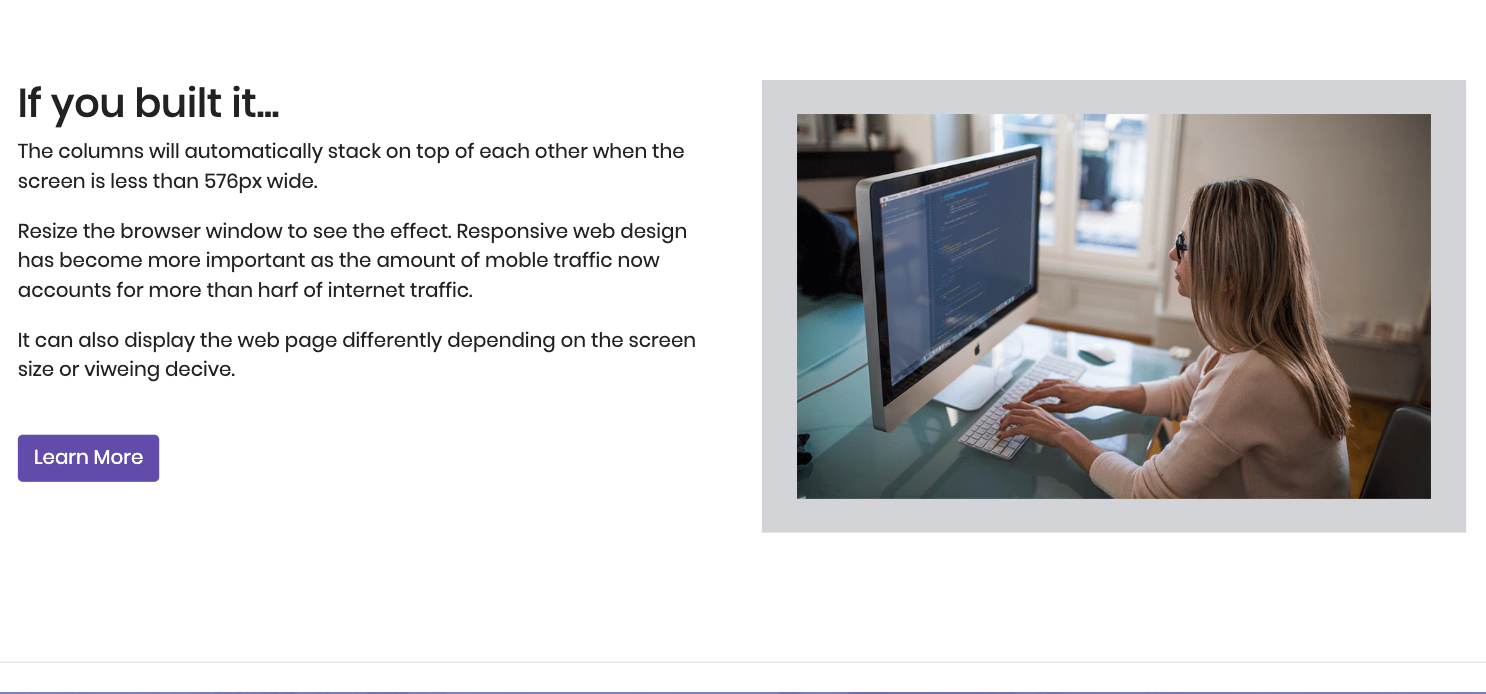 If you built it...
The columns will automatically stack on top of each other when the
screen is less than 576px wide.
Resize the browser window to see the effect. Responsive web design
has become more important as the amount of moble traffic now
accounts for more than harf of internet traffic.
It can also display the web page differently depending on the screen
size or viweing decive.
Learn More